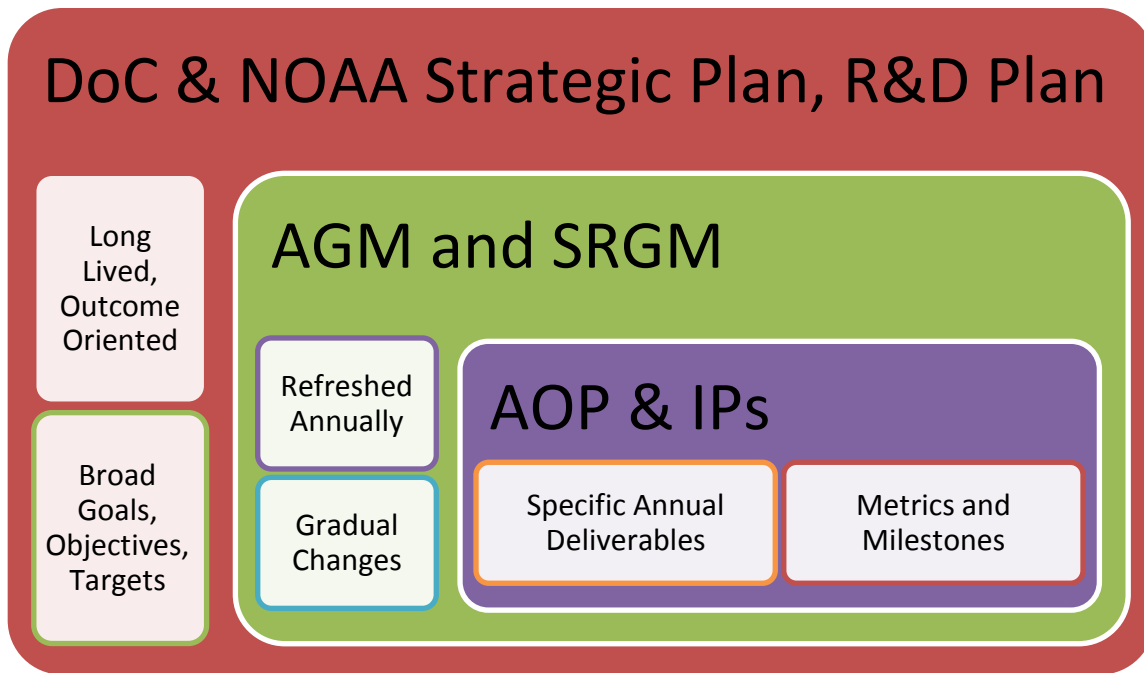 DoC & NOAA Strategic Plan, R&D Plan
Long
Lived,
Outcome
Oriented
Broad
Goals,
Objectives,
Targets
AGM and SRGM
Refreshed
Annually
Gradual
Changes
AOP & IPs
Specific Annual
Deliverables
Metrics and
Milestones